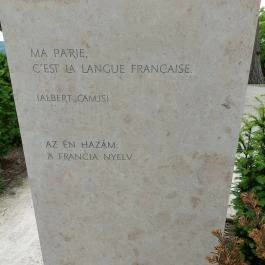 MA PATRIE,
C'EST LA LANGUE FRANÇAISE.
(ALBERT CAMUS)
AZ ÉN HAZÁM
A FRANCIA NYELV